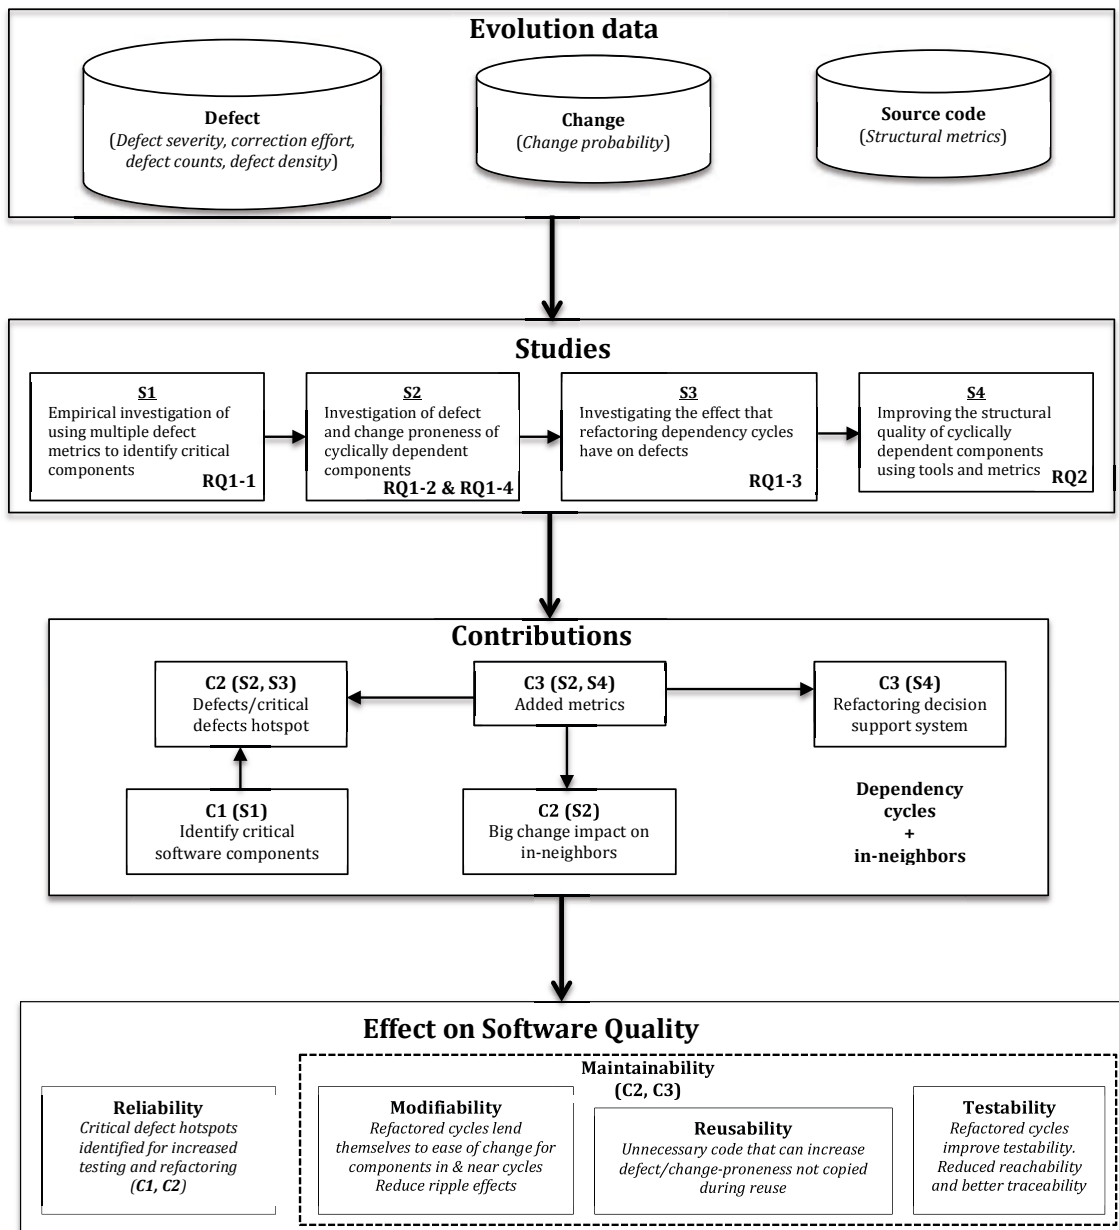 Evolution data
Defect
(Defect severity, correction effort,
defect counts, defect density)
Change
(Change probability)
Source code
(Structural metrics)
Studies
S1
Empirical investigation of
using multiple defect
metrics to identify critical
components
RQ1-1
S2
Investigation of defect
and change proneness of
cyclically dependent
components
RQ1-2 & RQ1-4
S3
Investigating the effect that
refactoring dependency cycles
have on defects
RQ1-3
S4
Improving the structural
quality of cyclically
dependent components
using tools and metrics
RQ2
Contributions
C2 (S2, S3)
Defects/critical
defects hotspot
C3 (S2, S4)
Added metrics
C3 (S4)
Refactoring decision
support system
C1 (S1)
Identify critical
software components
C2 (S2)
Big change impact on
in-neighbors
Dependency
cycles
+
in-neighbors
Effect on Software Quality
Maintainability
(C2, C3)
Reliability
Critical defect hotspots
identified for increased
testing and refactoring
(C1, C2)
Modifiability
Refactored cycles lend
themselves to ease of change for
components in & near cycles
Reduce ripple effects
Reusability
Unnecessary code that can increase
defect/change-proneness not copied
during reuse
Testability
Refactored cycles
improve testability.
Reduced reachability
and better traceability